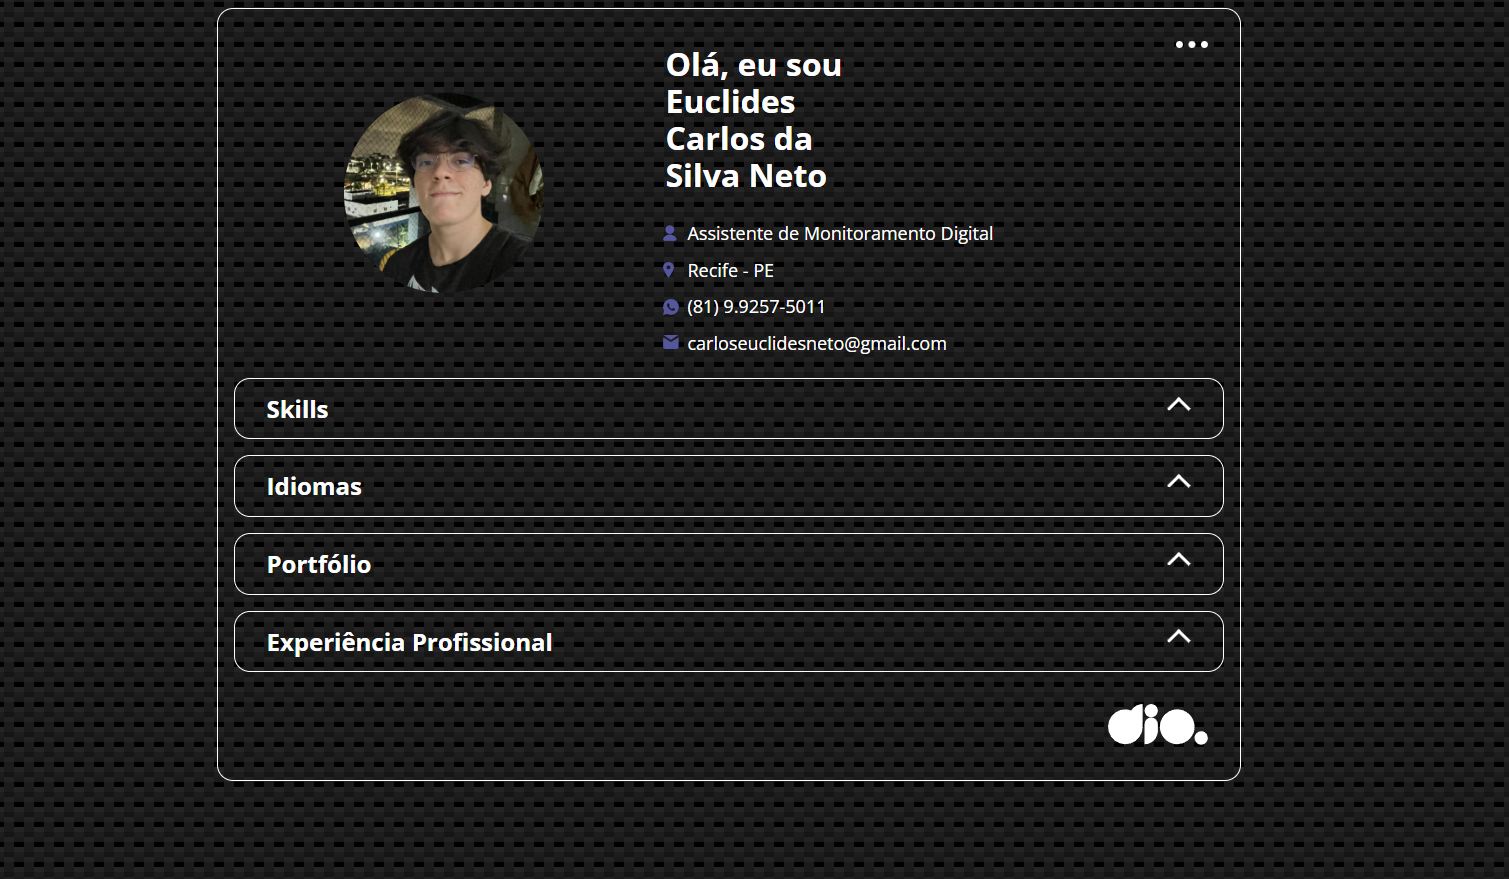 Olá, eu sou
Euclides
Carlos da
Silva Neto
Assistente de Monitoramento Digital
Recife - PE
(81) 9.9257-5011
carloseuclidesneto@gmail.com
Skills
Idiomas
Portfólio
Experiência Profissional
dio.